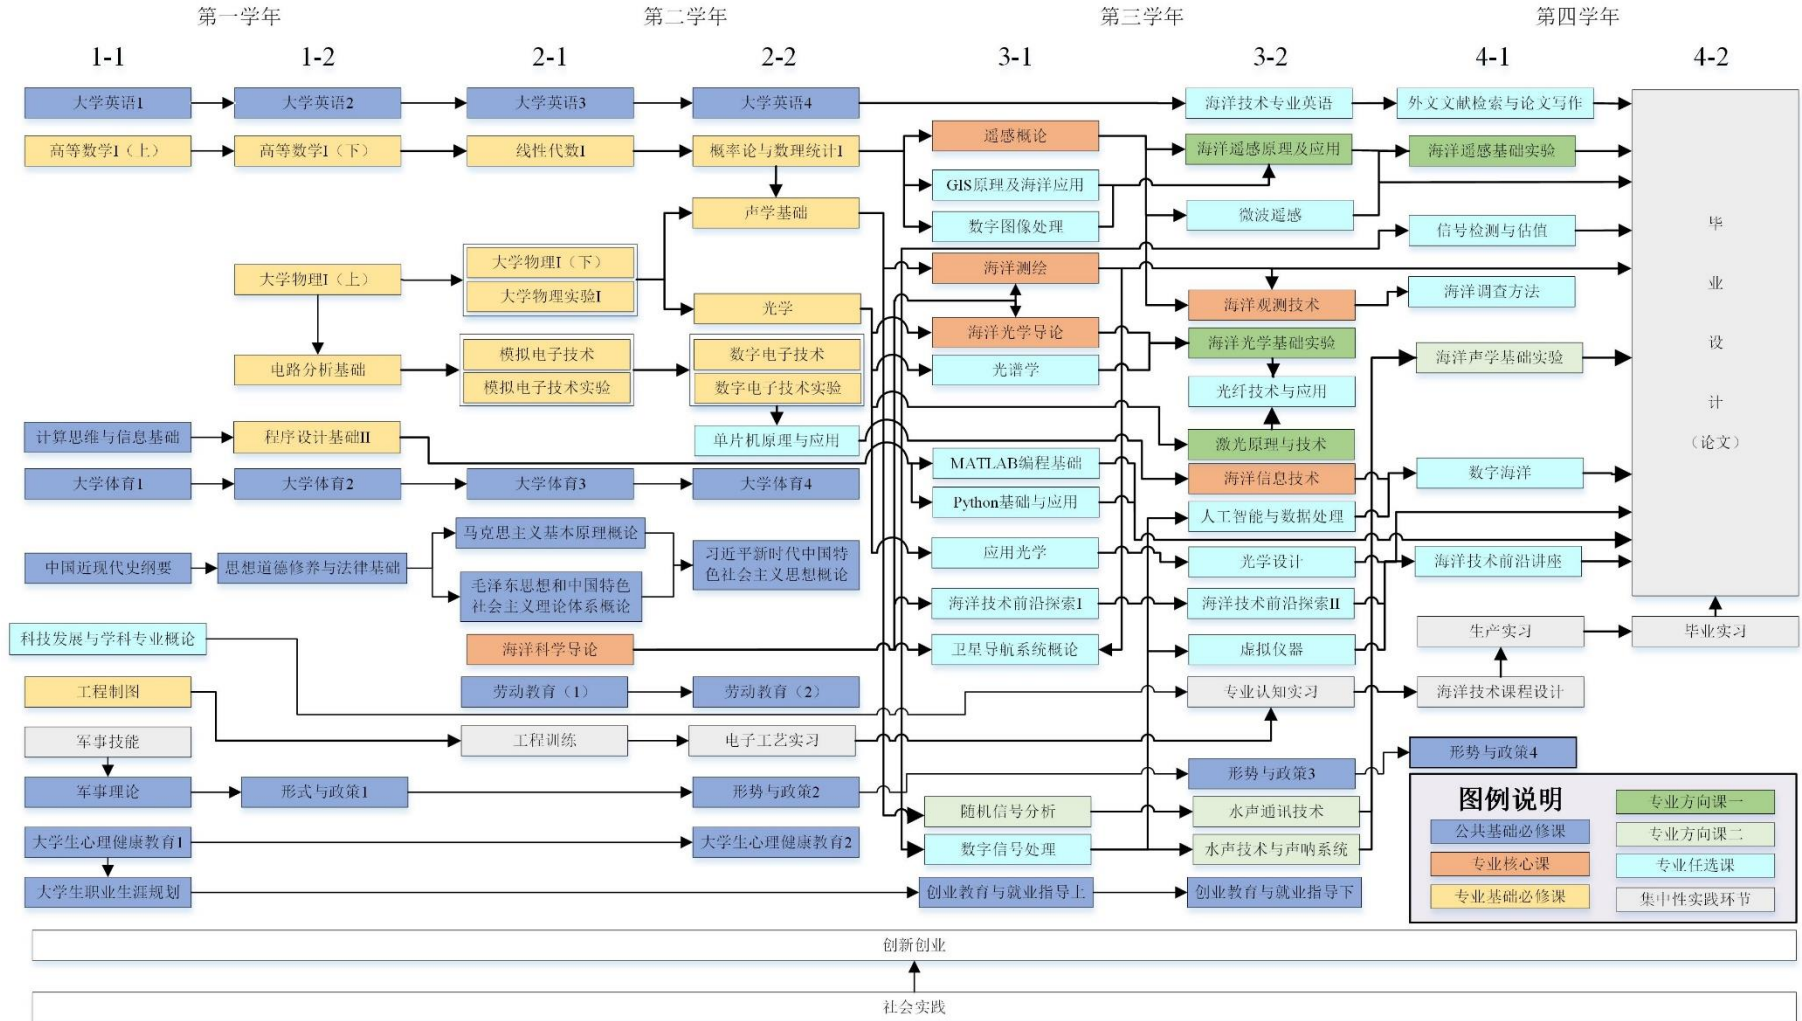 第一学年 第二学年 第三学年 第四学年
1-1 1-2 2-1 2-2 3-1 3-2 4-1 4-2
大学英语1 大学英语2 大学英语3 大学英语4 海洋技术专业英语 外文文献检索与论文写作
高等数学I（上） 高等数学I（下） 线性代数1 概率论与数理统计I 遥感概论 海洋遥感原理及应用 海洋遥感基础实验
GIS原理及海洋应用
声学基础 数字图像处理 微波遥感 信号检测与估值
大学物理I（上） 大学物理I（下） 海洋测绘
大学物理实验I 光学 海洋观测技术 海洋调查方法
海洋光学导论 海洋光学基础实验
电路分析基础 模拟电子技术 数字电子技术 光谱学 海洋声学基础实验
模拟电子技术实验 数字电子技术实验 光纤技术与应用
计算思维与信息基础 程序设计基础II 单片机原理与应用 激光原理与技术
MATLAB编程基础 海洋信息技术 数字海洋
大学体育1 大学体育2 大学体育3 大学体育4 Python基础与应用 人工智能与数据处理
马克思主义基本原理概论
中国近现代史纲要 思想道德修养与法律基础 习近平新时代中国特
色社会主义思想概论 应用光学 光学设计 海洋技术前沿讲座
毛泽东思想和中国特色
社会主义理论体系概论 海洋技术前沿探索1 海洋技术前沿探索II
科技发展与学科专业概论 海洋科学导论 卫星导航系统概论 虚拟仪器 生产实习 毕业实习
工程制图 劳动教育（1） 劳动教育（2） 专业认知实习 海洋技术课程设计
军事技能 工程训练 电子工艺实习 形势与政策4
军事理论 形式与政策1 形势与政策2 形势与政策3
随机信号分析 水声通讯技术
大学生心理健康教育1 大学生心理健康教育2 数字信号处理 水声技术与声呐系统
大学生职业生涯规划 创业教育与就业指导上 创业教育与就业指导下
毕
业
设
计
（论文）
图例说明
公共基础必修课
专业核心课
专业基础必修课
专业方向课一
专业方向课二
专业任选课
集中性实践环节
创新创业
社会实践